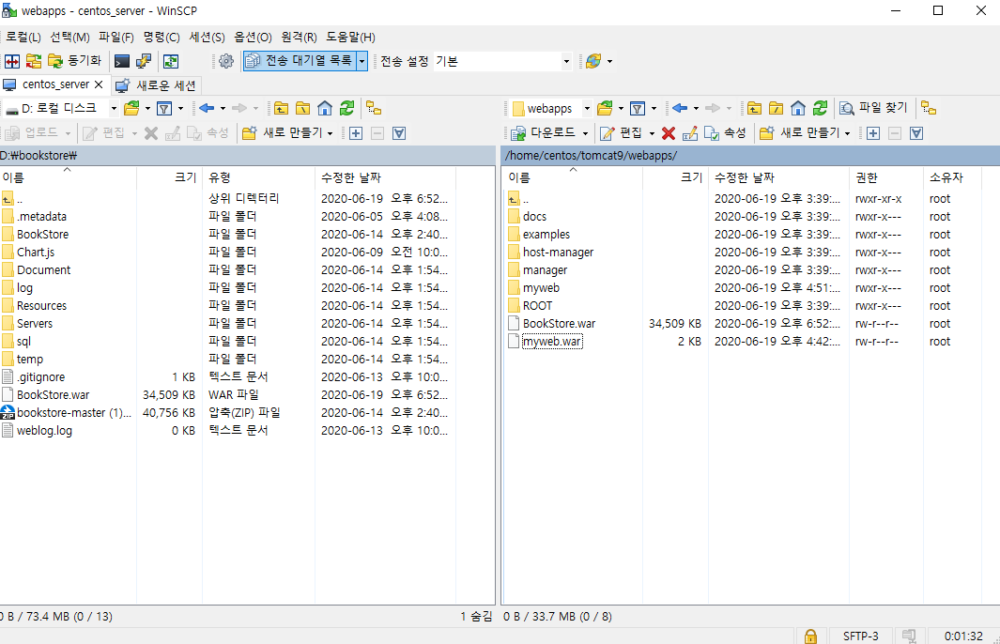 webapps - centos_server - WinSCP
로컬(L) 선택(M) 파일(F) 명령(C) 세션(S) 옵션(O) 원격(R) 도움말(H)
동기화 전송 대기열 목록 전송 설정 기본
centos_server 새로운 세션
D: 로컬 디스크 webapps 파일 찾기
업로드 편집 속성 새로 만들기 다운로드 편집 속성 새로 만들기
D:₩bookstore₩ /home/centos/tomcat9/webapps/
이름 크기 유형 수정한 날짜 이름 크기 수정한 날짜 권한 소유자
.. 상위 디렉터리 2020-06-19 오후 6:52... .. 2020-06-19 오후 3:39:... rwxr-xr-x root
.metadata 파일 폴더 2020-06-05 오후 4:08... docs 2020-06-19 오후 3:39:... rwxr-x--- root
BookStore 파일 폴더 2020-06-14 오후 2:40... examples 2020-06-19 오후 3:39:... rwxr-x--- root
Chart.js 파일 폴더 2020-06-09 오전 10:0... host-manager 2020-06-19 오후 3:39:... rwxr-x--- root
Document 파일 폴더 2020-06-14 오후 1:54... manager 2020-06-19 오후 3:39:... rwxr-x--- root
log 파일 폴더 2020-06-14 오후 1:54... myweb 2020-06-19 오후 4:51:... rwxr-x--- root
Resources 파일 폴더 2020-06-14 오후 1:54... ROOT 2020-06-19 오후 3:39:... rwxr-x--- root
Servers 파일 폴더 2020-06-14 오후 1:54... BookStore.war 34,509 KB 2020-06-19 오후 6:52:... rw-r--r-- root
sql 파일 폴더 2020-06-14 오후 1:54... myweb.war 2 KB 2020-06-19 오후 4:42:... rw-r--r-- root
temp 파일 폴더 2020-06-14 오후 1:54...
.gitignore 1 KB 텍스트 문서 2020-06-13 오후 10:0...
BookStore.war 34,509 KB WAR 파일 2020-06-19 오후 6:52...
bookstore-master (1)... 40,756 KB 압축(ZIP) 파일 2020-06-14 오후 2:40...
weblog.log 0 KB 텍스트 문서 2020-06-13 오후 10:0...
0 B / 73.4 MB (0 / 13) 1 숨김 0 B / 33.7 MB (0 / 8)
SFTP-3 0:01:32